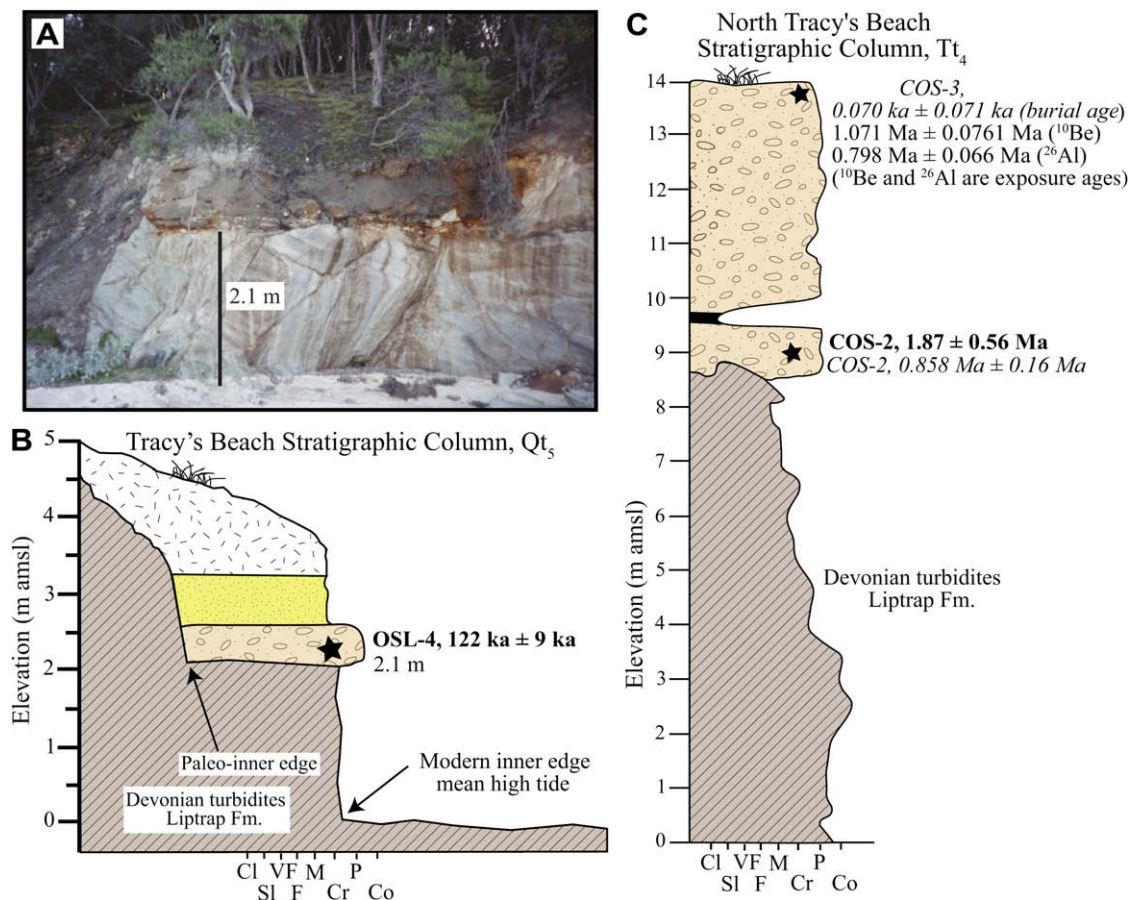 A
2.1 m
B
Tracy's Beach Stratigraphic Column, Qt5
Elevation (m amsl)
5
4
3
2
1
0
OSL-4, 122 ka ± 9 ka
2.1 m
Paleo-inner edge
Devonian turbidites
Liptrap Fm.
Modern inner edge
mean high tide
Cl VF M P
Sl F Cr Co
C
North Tracy's Beach
Stratigraphic Column, Tt4
Elevation (m amsl)
14
13
12
11
10
9
8
7
6
5
4
3
2
1
0
COS-3,
0.070 ka ± 0.071 ka (burial age)
1.071 Ma ± 0.0761 Ma (¹⁰Be)
0.798 Ma ± 0.066 Ma (²⁶Al)
(¹⁰Be and ²⁶Al are exposure ages)
COS-2, 1.87 ± 0.56 Ma
COS-2, 0.858 Ma ± 0.16 Ma
Devonian turbidites
Liptrap Fm.
Cl VF M P
Sl F Cr Co